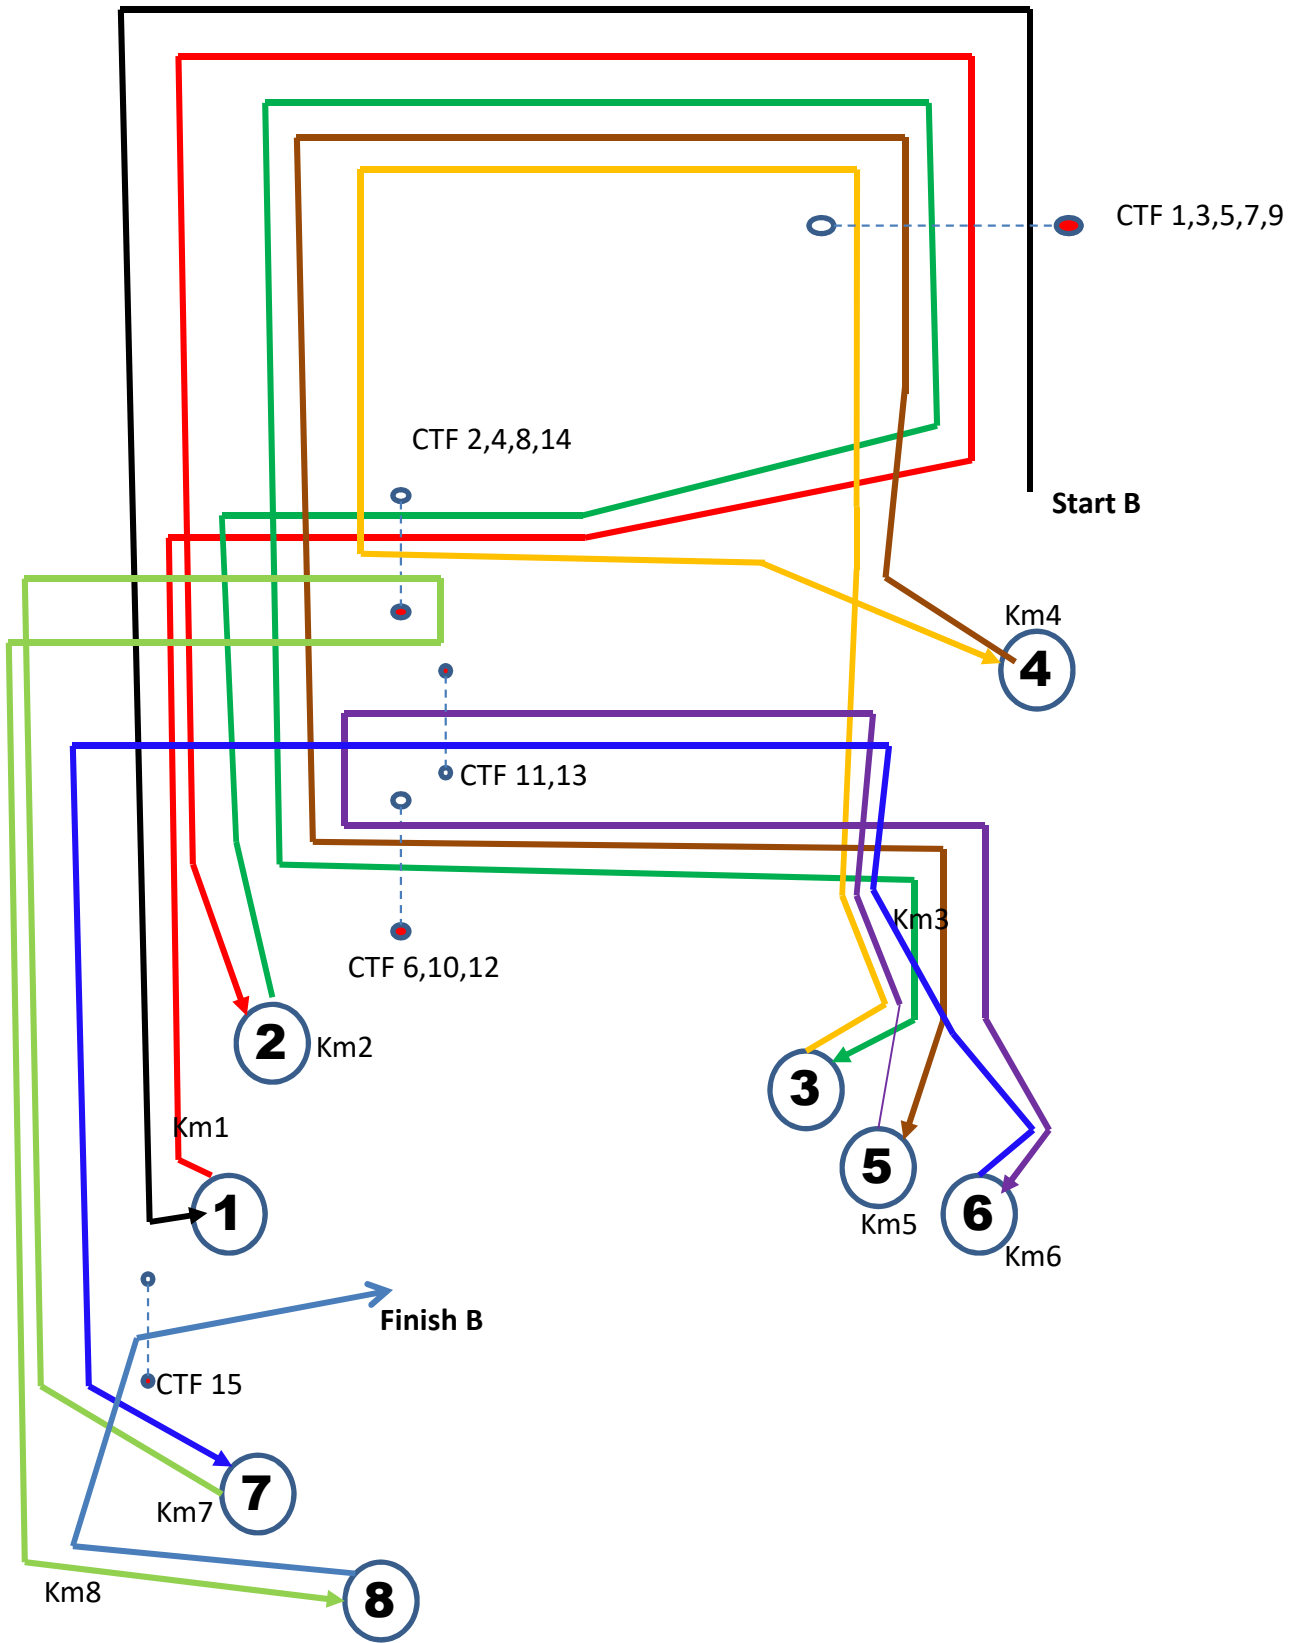 CTF 1,3,5,7,9
CTF 2,4,8,14
Start B
Km4
4
CTF 11,13
Km3
CTF 6,10,12
2
Km2
3
Km1
5
1
6
Km5
Km6
Finish B
CTF 15
7
Km7
8
Km8